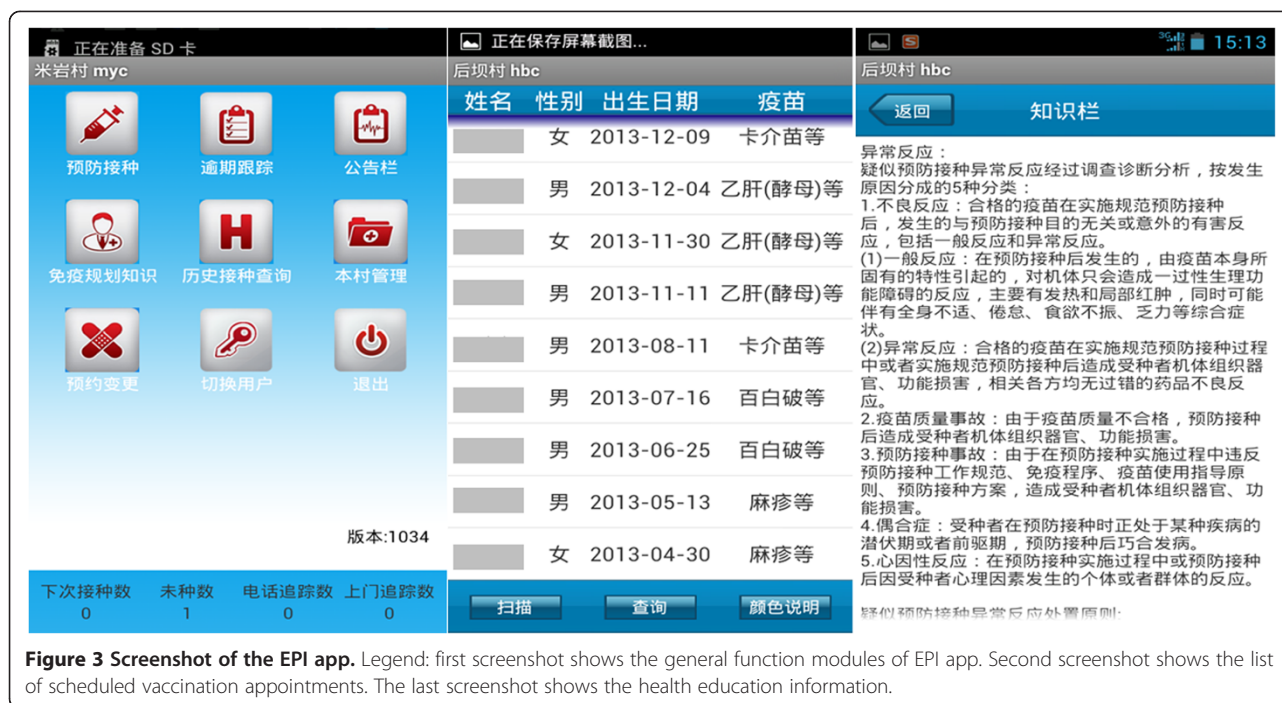 正在准备 SD 卡
米岩村 myc
预防接种 逾期跟踪 公告栏
免疫规划知识 历史接种查询 本村管理
预约变更 切换用户 退出
版本:1034
下次接种数 未种数 电话追踪数 上门追踪数
0 1 0 0
正在保存屏幕截图...
后坝村 hbc
姓名 性别 出生日期 疫苗
女 2013-12-09 卡介苗等
男 2013-12-04 乙肝(酵母)等
女 2013-11-30 乙肝(酵母)等
男 2013-11-11 乙肝(酵母)等
男 2013-08-11 卡介苗等
男 2013-07-16 百白破等
男 2013-06-25 百白破等
男 2013-05-13 麻疹等
女 2013-04-30 麻疹等
扫描 查询 颜色说明
3G 15:13
后坝村 hbc
返回 知识栏
异常反应：
疑似预防接种异常反应经过调查诊断分析，按发生
原因分成的5种分类：
1.不良反应：合格的疫苗在实施规范预防接种
后，发生的与预防接种目的无关或意外的有害反
应，包括一般反应和异常反应。
(1)一般反应：在预防接种后发生的，由疫苗本身所
固有的特性引起的，对机体只会造成一过性生理功
能障碍的反应，主要有发热和局部红肿，同时可能
伴有全身不适、倦怠、食欲不振、乏力等综合症
状。
(2)异常反应：合格的疫苗在实施规范预防接种过程
中或者实施规范预防接种后造成受种者机体组织器
官、功能损害，相关各方均无过错的药品不良反
应。
2.疫苗质量事故：由于疫苗质量不合格，预防接种
后造成受种者机体组织器官、功能损害。
3.预防接种事故：由于在预防接种实施过程中违反
预防接种工作规范、免疫程序、疫苗使用指导原
则、预防接种方案，造成受种者机体组织器官、功
能损害。
4.偶合症：受种者在预防接种时正处于某种疾病的
潜伏期或者前驱期，预防接种后巧合发病。
5.心因性反应：在预防接种实施过程中或预防接种
后因受种者心理因素发生的个体或者群体的反应。
疑似预防接种异常反应处置原则:
Figure 3 Screenshot of the EPI app. Legend: first screenshot shows the general function modules of EPI app. Second screenshot shows the list
of scheduled vaccination appointments. The last screenshot shows the health education information.